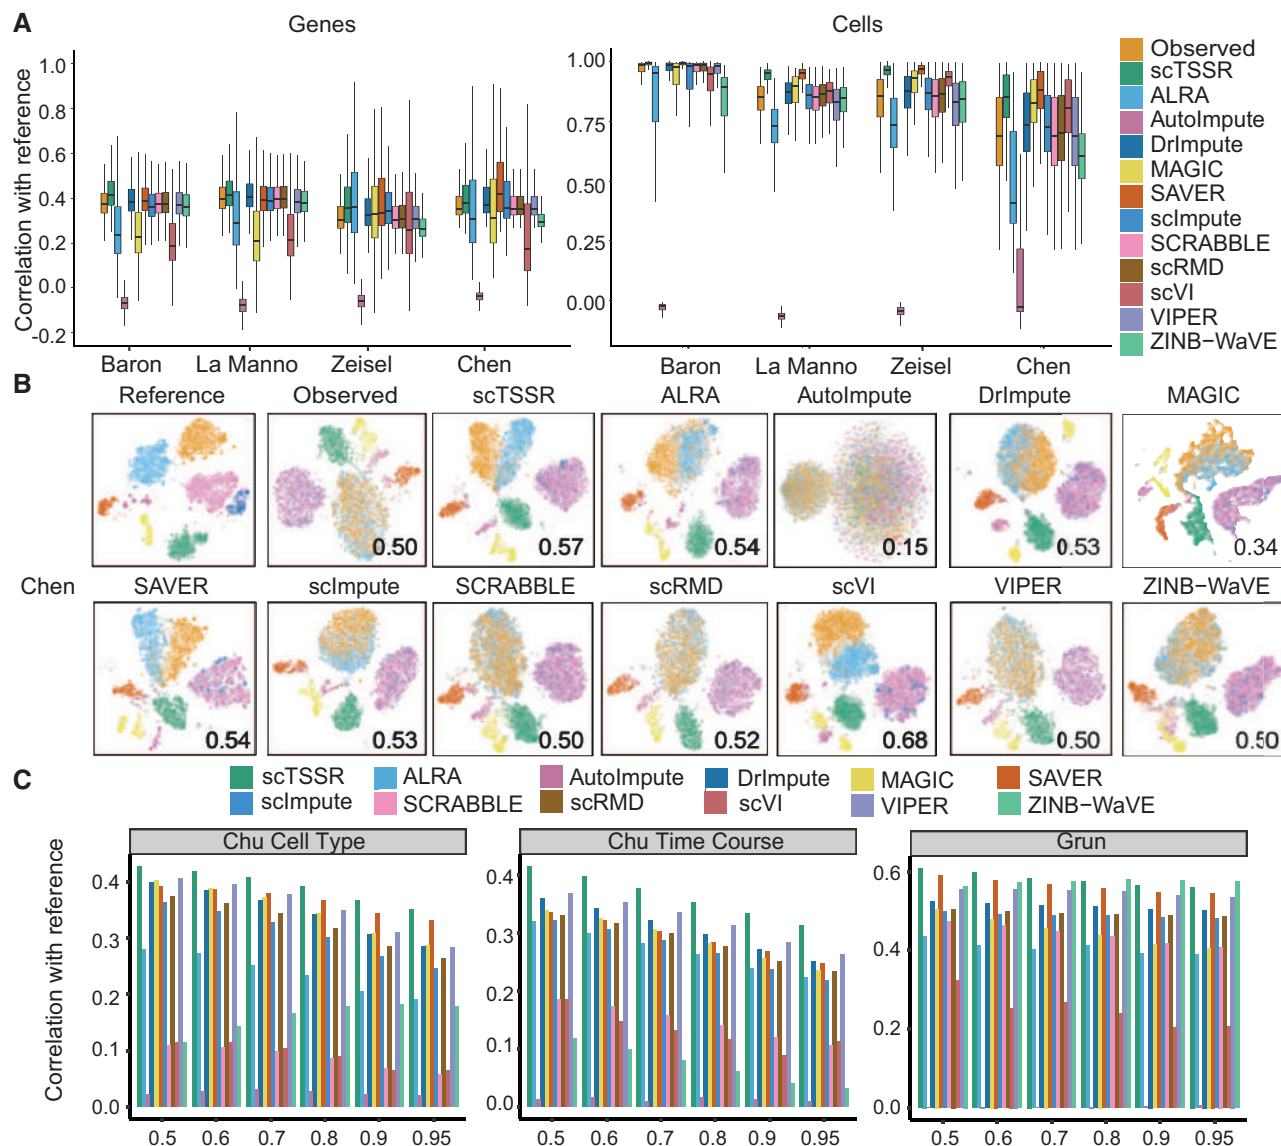 A
Genes
Cells
Correlation with reference
1.0
0.8
0.6
0.4
0.2
0.0
-0.2
Baron
La Manno
Zeisel
Chen
1.00
0.75
0.50
0.25
0.00
Baron
La Manno
Zeisel
Chen
Observed
scTSSR
ALRA
AutoImpute
DrImpute
MAGIC
SAVER
scImpute
SCRABBLE
scRMD
scVI
VIPER
ZINB−WaVE
B
Reference
Observed
scTSSR
ALRA
AutoImpute
DrImpute
MAGIC
0.50
0.57
0.54
0.15
0.53
0.34
Chen
SAVER
scImpute
SCRABBLE
scRMD
scVI
VIPER
ZINB−WaVE
0.54
0.53
0.50
0.52
0.68
0.50
0.50
C
scTSSR
ALRA
AutoImpute
DrImpute
MAGIC
SAVER
scImpute
SCRABBLE
scRMD
scVI
VIPER
ZINB−WaVE
Correlation with reference
Chu Cell Type
0.4
0.3
0.2
0.1
0.0
0.5 0.6 0.7 0.8 0.9 0.95
Chu Time Course
0.4
0.3
0.2
0.1
0.0
0.5 0.6 0.7 0.8 0.9 0.95
Grun
0.6
0.4
0.2
0.0
0.5 0.6 0.7 0.8 0.9 0.95